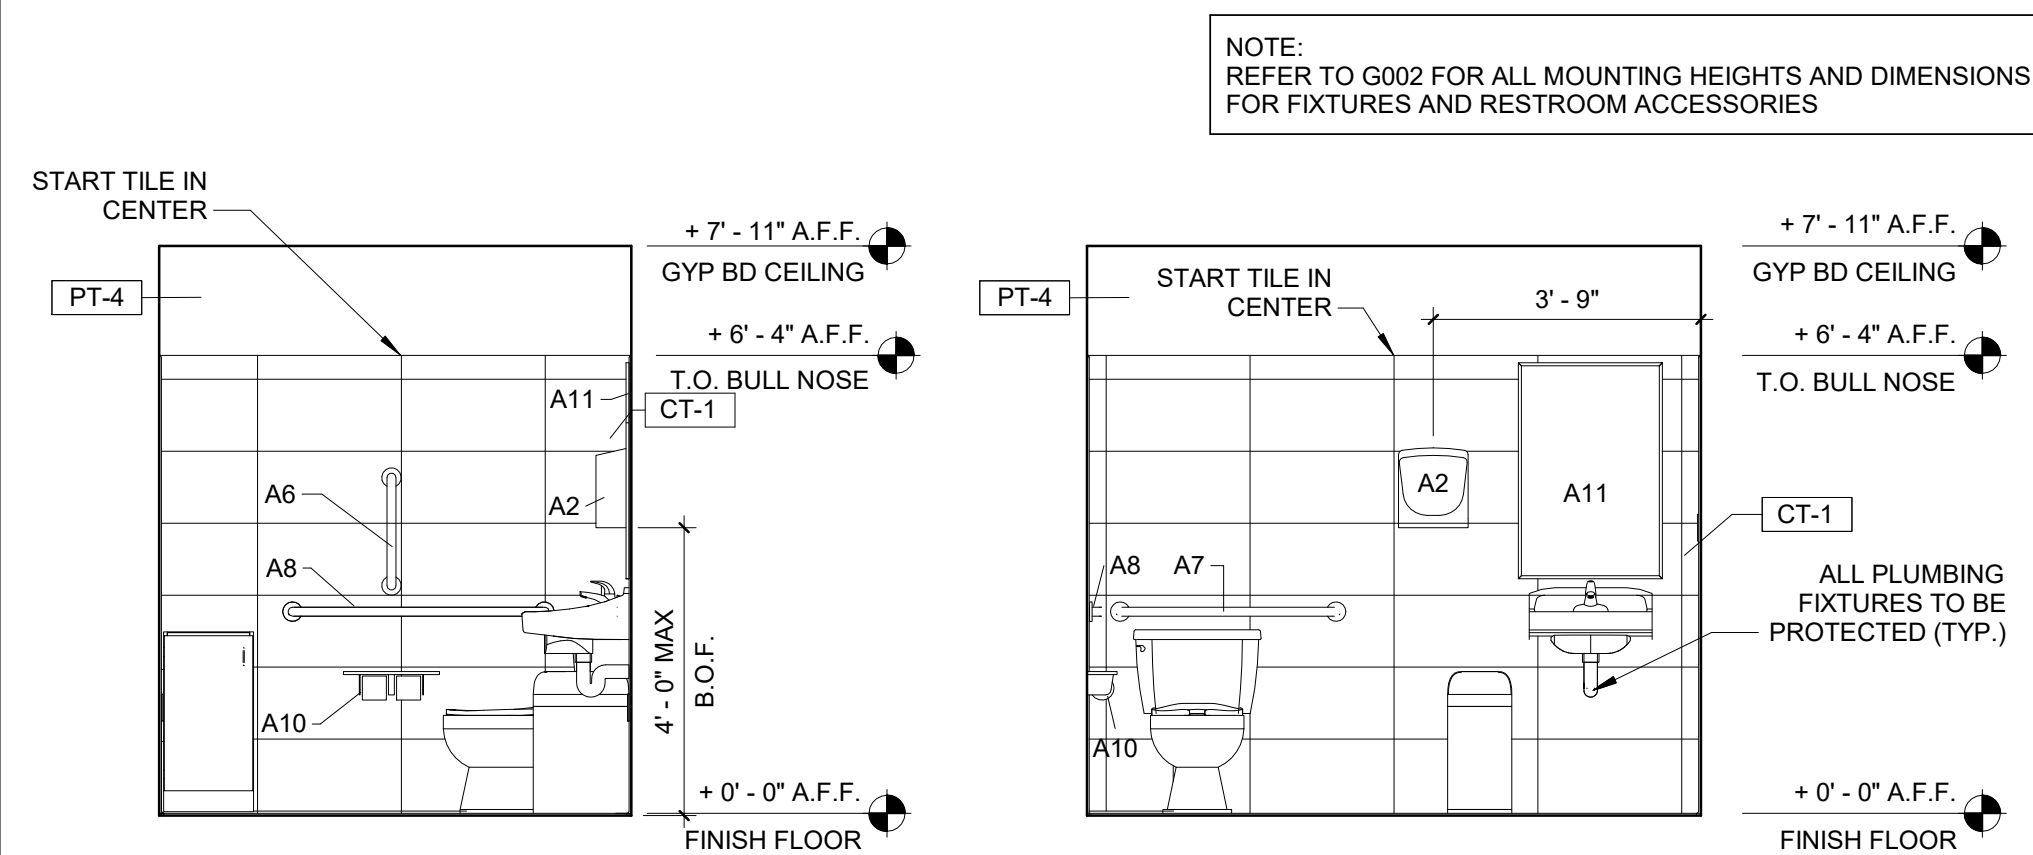 NOTE:
REFER TO G002 FOR ALL MOUNTING HEIGHTS AND DIMENSIONS
FOR FIXTURES AND RESTROOM ACCESSORIES
START TILE IN
CENTER
PT-4
+ 7' - 11" A.F.F.
GYP BD CEILING
+ 6' - 4" A.F.F.
T.O. BULL NOSE
A11
CT-1
A6
A2
A8
4' - 0" MAX
B.O.F.
A10
+ 0' - 0" A.F.F.
FINISH FLOOR
PT-4
START TILE IN
CENTER
3' - 9"
+ 7' - 11" A.F.F.
GYP BD CEILING
+ 6' - 4" A.F.F.
T.O. BULL NOSE
A2
A11
CT-1
A8
A7
ALL PLUMBING
FIXTURES TO BE
PROTECTED (TYP.)
A10
+ 0' - 0" A.F.F.
FINISH FLOOR